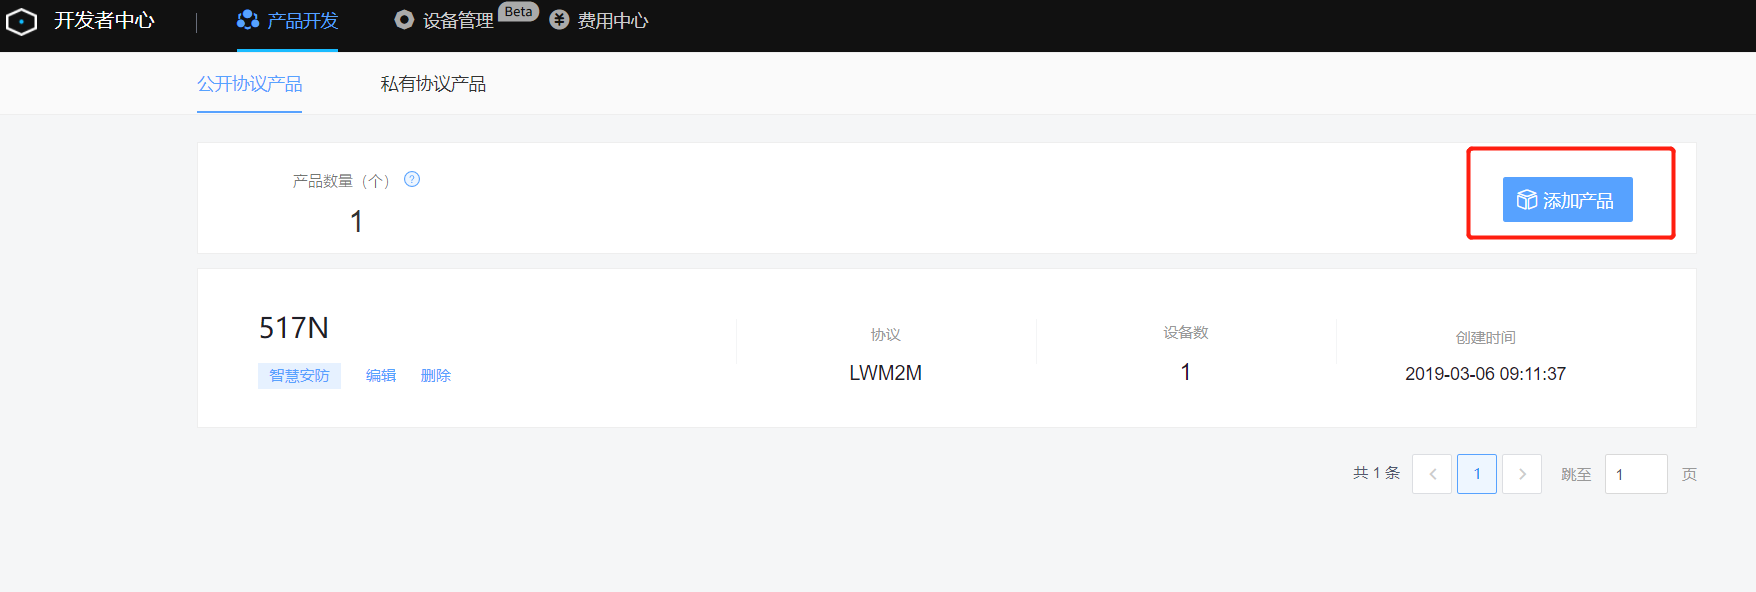 开发者中心 产品开发 设备管理 Beta 费用中心
公开协议产品 私有协议产品
产品数量（个） ?
1
添加产品
517N
智慧安防 编辑 删除
协议
LWM2M
设备数
1
创建时间
2019-03-06 09:11:37
共 1 条 < 1 > 跳至 1 页